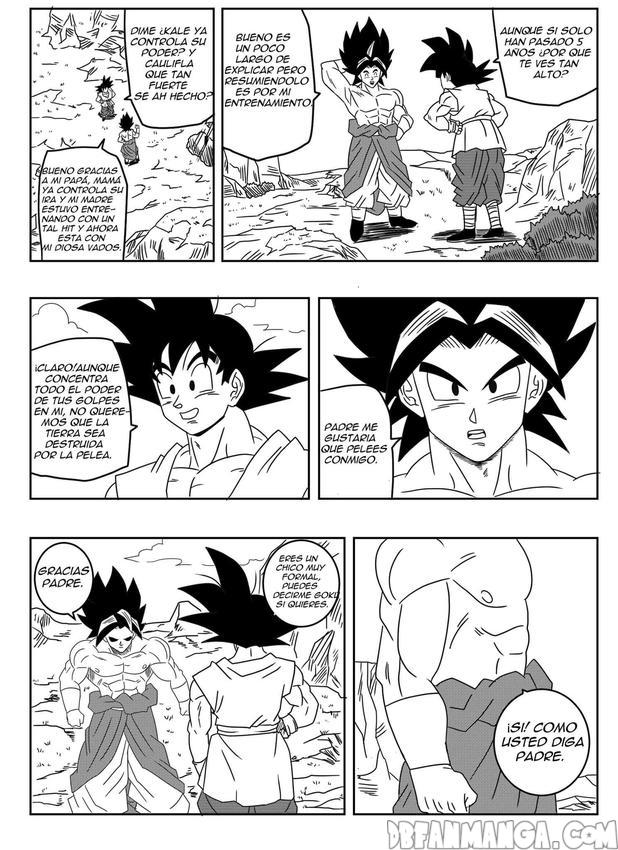 AUNQUE SI SOLO
HAN PASADO 5
AÑOS ¿POR QUE
TE VES TAN
ALTO?
BUENO ES
UN POCO
LARGO DE
EXPLICAR PERO
RESUMIÉNDOLO
ES POR MI
ENTRENAMIENTO
DIME ¿KALE YA
CONTROLA SU
PODER? Y
CAULIFLA
QUE TAN
FUERTE
SE AH HECHO?
BUENO GRACIAS
A MI PAPÁ, MAMÁ
YA CONTROLA SU
IRA Y MI MADRE
ESTUVO ENTRE-
NANDO CON UN
TAL HIT Y AHORA
ESTA CON
MI DIOSA VADOS.
PADRE ME
GUSTARIA
QUE PELEES
CONMIGO.
¡CLARO!AUNQUE
CONCENTRA
TODO EL PODER
DE TUS GOLPES
EN MI, NO QUERE-
MOS QUE LA
TIERRA SEA
DESTRUIDA
POR LA PELEA.
¡SI! COMO
USTED DIGA
PADRE.
ERES UN
CHICO MUY
FORMAL,
PUEDES
DECIRME GOKU
SI QUIERES.
GRACIAS
PADRE.
DBFANMANGA.COM